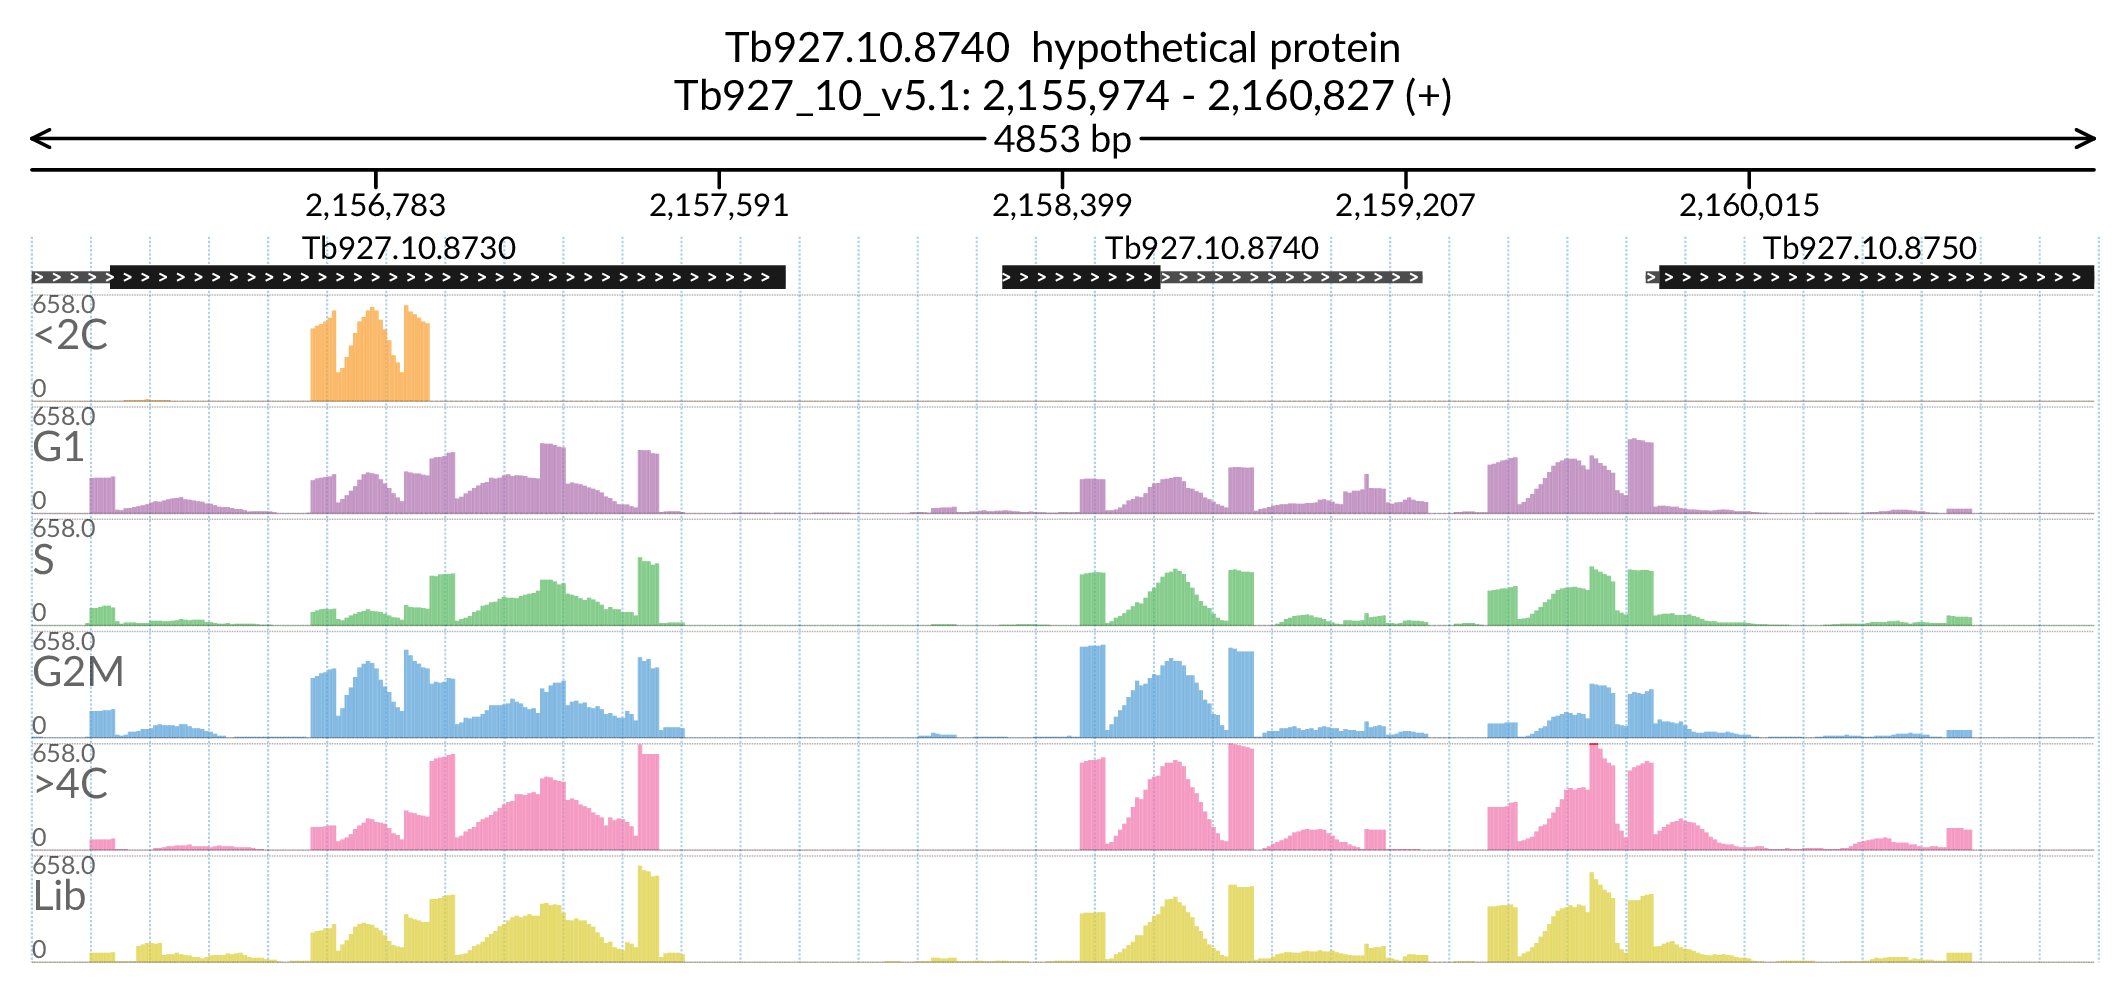 Tb927.10.8740 hypothetical protein
Tb927_10_v5.1: 2,155,974 - 2,160,827 (+)
4853 bp
2,156,783 2,157,591 2,158,399 2,159,207 2,160,015
Tb927.10.8730 Tb927.10.8740 Tb927.10.8750
658.0
<2C
0
658.0
G1
0
658.0
S
0
658.0
G2M
0
658.0
>4C
0
658.0
Lib
0